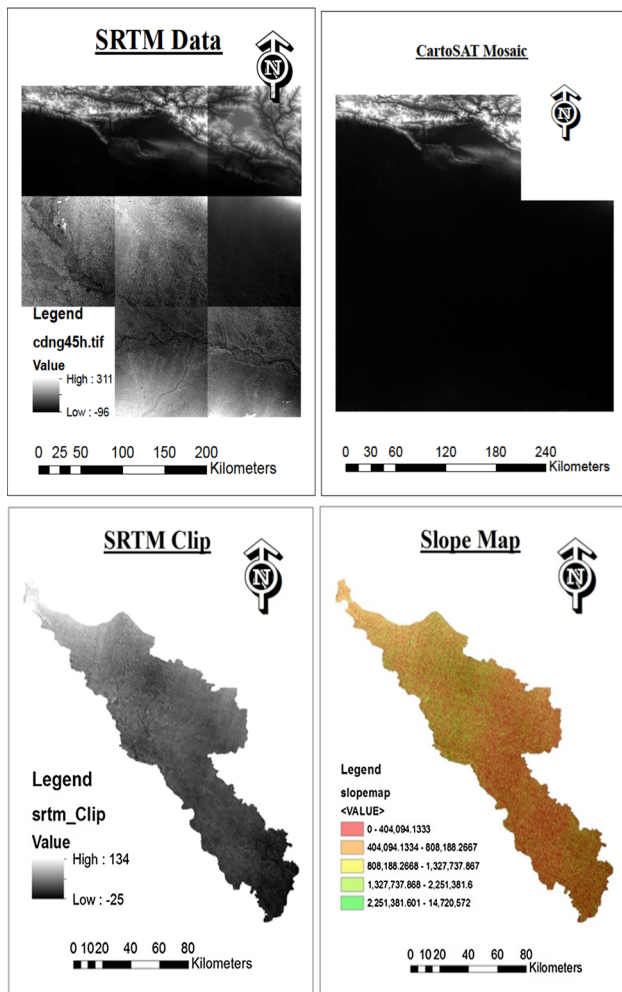 SRTM Data
N
Legend
cdng45h.tif
Value
High : 311
Low : -96
0 25 50 100 150 200
Kilometers
CartoSAT Mosaic
N
0 30 60 120 180 240
Kilometers
SRTM Clip
N
Legend
srtm_Clip
Value
High : 134
Low : -25
0 10 20 40 60 80
Kilometers
Slope Map
N
Legend
slopemap
<VALUE>
0 - 404,094.1333
404,094.1334 - 808,188.2667
808,188.2668 - 1,327,737.867
1,327,737.868 - 2,251,381.6
2,251,381.601 - 14,720,572
0 10 20 40 60 80
Kilometers